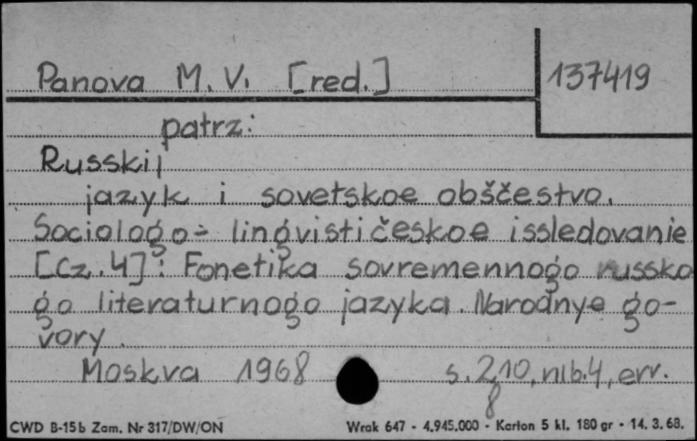 Panova M. V. [red.]
137419
patrz:
Russkij
jazyk i sovetskoe obščestvo.
Sociologo- lingvističeskoe issledovanie
[Cz. 4]: Fonetika sovremennogo russko
go literaturnogo jazyka. Narodnye go-
vory.
Moskva 1968 s. 210, nlb. 4, err.
8
CWD B-15b Zam. Nr 317/DW/ON Wrak 647 - 4.945.000 - Karton 5 kl. 180 gr - 14. 3. 68.